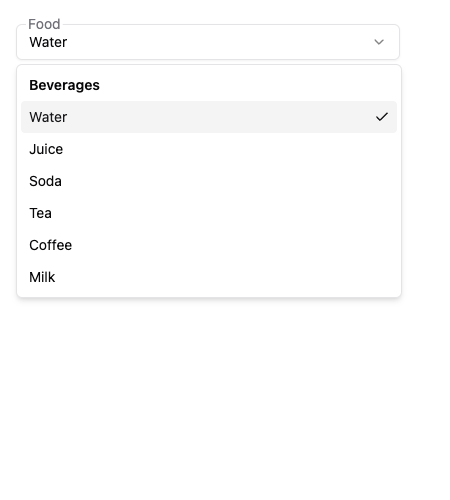 Food
Water
Beverages
Water
Juice
Soda
Tea
Coffee
Milk